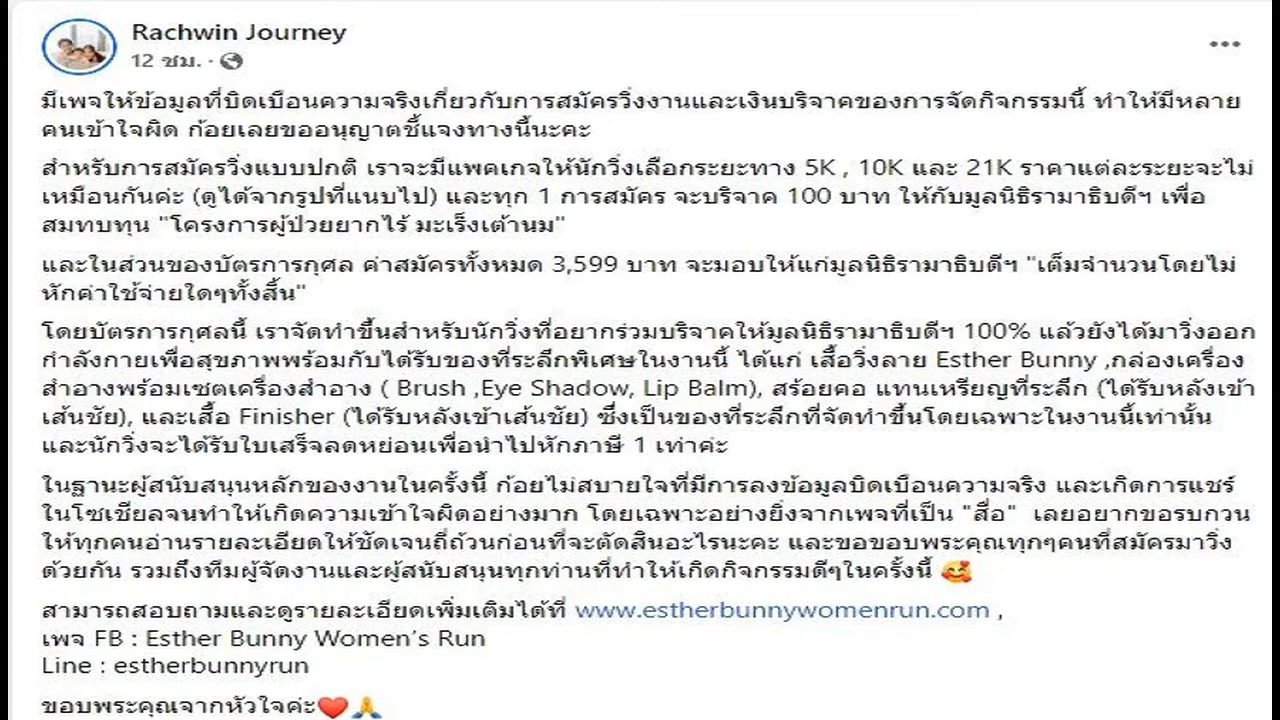 Rachwin Journey
12 ชม. ·
มีเพจให้ข้อมูลที่บิดเบือนความจริงเกี่ยวกับการสมัครวิ่งงานและเงินบริจาคของการจัดกิจกรรมนี้ ทำให้มีหลาย
คนเข้าใจผิด ก้อยเลยขออนุญาตชี้แจงทางนี้นะคะ
สำหรับการสมัครวิ่งแบบปกติ เราจะมีแพคเกจให้นักวิ่งเลือกระยะทาง 5K , 10K และ 21K ราคาแต่ละระยะจะไม่
เหมือนกันค่ะ (ดูได้จากรูปที่แนบไป) และทุก 1 การสมัคร จะบริจาค 100 บาท ให้กับมูลนิธิรามาธิบดีฯ เพื่อ
สมทบทุน "โครงการผู้ป่วยยากไร้ มะเร็งเต้านม"
และในส่วนของบัตรการกุศล ค่าสมัครทั้งหมด 3,599 บาท จะมอบให้แก่มูลนิธิรามาธิบดีฯ "เต็มจำนวนโดยไม่
หักค่าใช้จ่ายใดๆทั้งสิ้น"
โดยบัตรการกุศลนี้ เราจัดทำขึ้นสำหรับนักวิ่งที่อยากร่วมบริจาคให้มูลนิธิรามาธิบดีฯ 100% แล้วยังได้มาวิ่งออก
กำลังกายเพื่อสุขภาพพร้อมกับได้รับของที่ระลึกพิเศษในงานนี้ ได้แก่ เสื้อวิ่งลาย Esther Bunny ,กล่องเครื่อง
สำอางพร้อมเซตเครื่องสำอาง ( Brush ,Eye Shadow, Lip Balm), สร้อยคอ แทนเหรียญที่ระลึก (ได้รับหลังเข้า
เส้นชัย), และเสื้อ Finisher (ได้รับหลังเข้าเส้นชัย) ซึ่งเป็นของที่ระลึกที่จัดทำขึ้นโดยเฉพาะในงานนี้เท่านั้น
และนักวิ่งจะได้รับใบเสร็จลดหย่อนเพื่อนำไปหักภาษี 1 เท่าค่ะ
ในฐานะผู้สนับสนุนหลักของงานในครั้งนี้ ก้อยไม่สบายใจที่มีการลงข้อมูลบิดเบือนความจริง และเกิดการแชร์
ในโซเชียลจนทำให้เกิดความเข้าใจผิดอย่างมาก โดยเฉพาะอย่างยิ่งจากเพจที่เป็น "สื่อ" เลยอยากขอรบกวน
ให้ทุกคนอ่านรายละเอียดให้ชัดเจนถี่ถ้วนก่อนที่จะตัดสินอะไรนะคะ และขอขอบพระคุณทุกๆคนที่สมัครมาวิ่ง
ด้วยกัน รวมถึงทีมผู้จัดงานและผู้สนับสนุนทุกท่านที่ทำให้เกิดกิจกรรมดีๆในครั้งนี้ 🥰
สามารถสอบถามและดูรายละเอียดเพิ่มเติมได้ที่ www.estherbunnywomenrun.com ,
เพจ FB : Esther Bunny Women’s Run
Line : estherbunnyrun
ขอบพระคุณจากหัวใจค่ะ❤️🙏